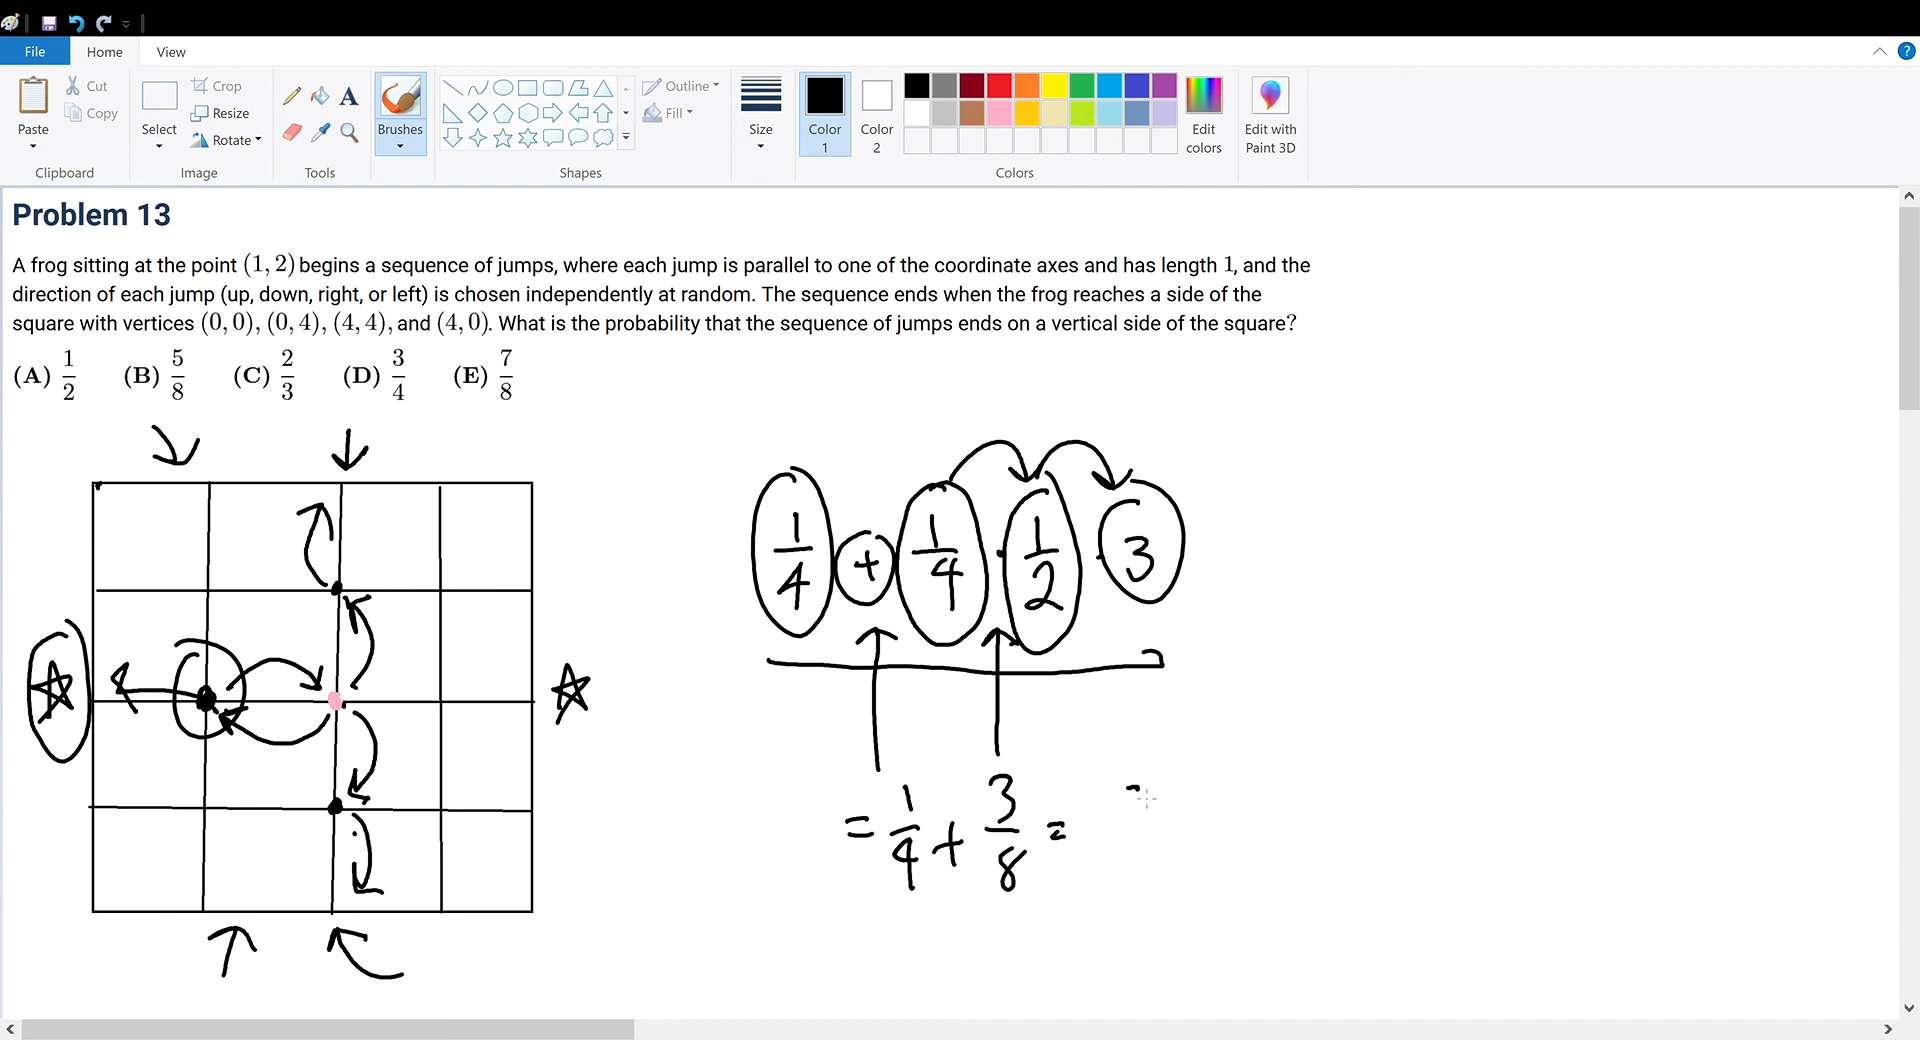 File Home View
Paste Cut Copy Clipboard
Select Crop Resize Rotate Image
A Tools
Brushes
Shapes
Outline Fill
Size
Color 1
Color 2
Edit colors
Colors
Edit with Paint 3D
?
Problem 13
A frog sitting at the point (1, 2) begins a sequence of jumps, where each jump is parallel to one of the coordinate axes and has length 1, and the
direction of each jump (up, down, right, or left) is chosen independently at random. The sequence ends when the frog reaches a side of the
square with vertices (0, 0), (0, 4), (4, 4), and (4, 0). What is the probability that the sequence of jumps ends on a vertical side of the square?
(A) 1/2 (B) 5/8 (C) 2/3 (D) 3/4 (E) 7/8
1/4 + 1/4 · 1/2 · 3
= 1/4 + 3/8 =